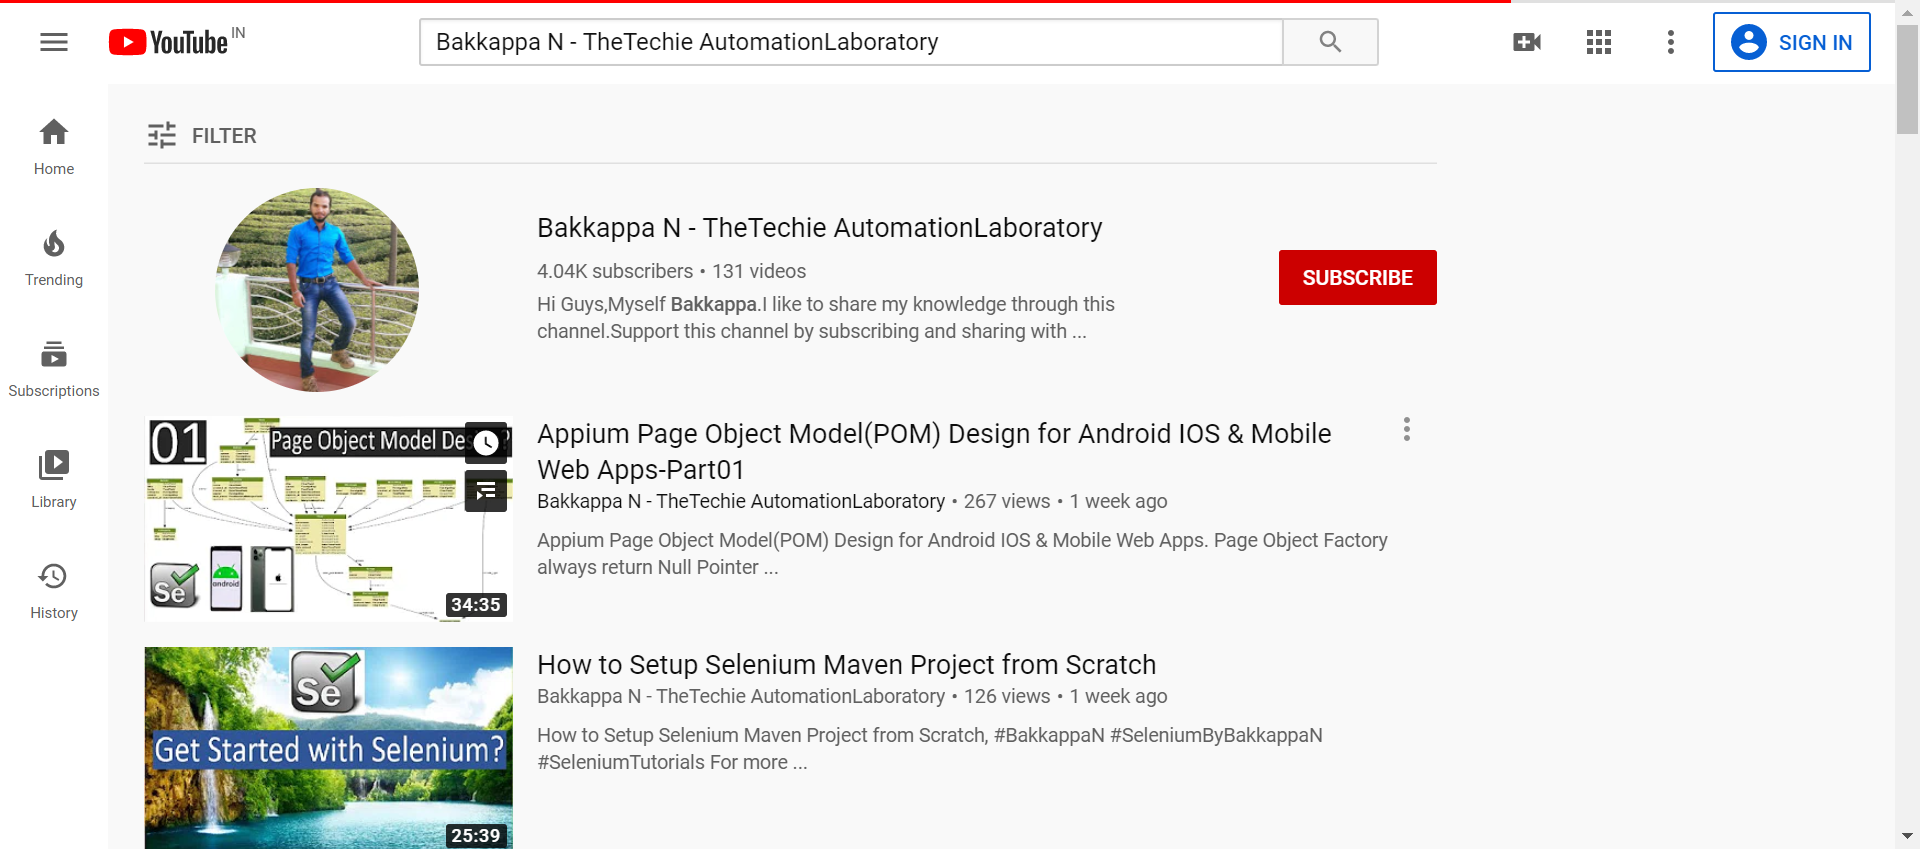 YouTube IN
Bakkappa N - TheTechie AutomationLaboratory
SIGN IN
Home
Trending
Subscriptions
Library
History
FILTER
Bakkappa N - TheTechie AutomationLaboratory
4.04K subscribers • 131 videos
Hi Guys,Myself Bakkappa.I like to share my knowledge through this
channel.Support this channel by subscribing and sharing with ...
SUBSCRIBE
01
Page Object Model
Se
android
34:35
Appium Page Object Model(POM) Design for Android IOS & Mobile
Web Apps-Part01
Bakkappa N - TheTechie AutomationLaboratory • 267 views • 1 week ago
Appium Page Object Model(POM) Design for Android IOS & Mobile Web Apps. Page Object Factory
always return Null Pointer ...
Se
Get Started with Selenium?
25:39
How to Setup Selenium Maven Project from Scratch
Bakkappa N - TheTechie AutomationLaboratory • 126 views • 1 week ago
How to Setup Selenium Maven Project from Scratch, #BakkappaN #SeleniumByBakkappaN
#SeleniumTutorials For more ...